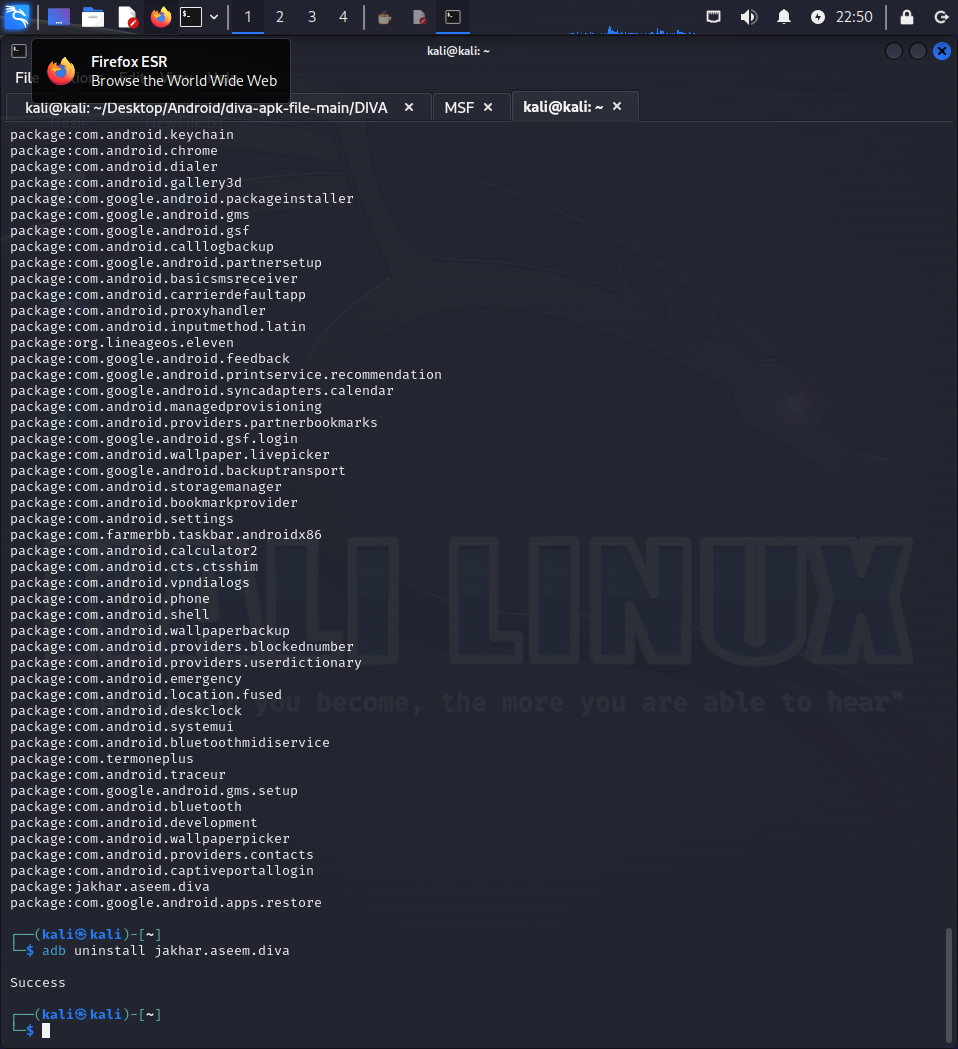 1 2 3 4 22:50
kali@kali: ~
Firefox ESR
File
Browse the World Wide Web
kali@kali: ~/Desktop/Android/diva-apk-file-main/DIVA × MSF × kali@kali: ~ ×
package:com.android.keychain
package:com.android.chrome
package:com.android.dialer
package:com.android.gallery3d
package:com.google.android.packageinstaller
package:com.google.android.gms
package:com.google.android.gsf
package:com.android.calllogbackup
package:com.google.android.partnersetup
package:com.android.basicsmsreceiver
package:com.android.carrierdefaultapp
package:com.android.proxyhandler
package:com.android.inputmethod.latin
package:org.lineageos.eleven
package:com.google.android.feedback
package:com.google.android.printservice.recommendation
package:com.google.android.syncadapters.calendar
package:com.android.managedprovisioning
package:com.android.providers.partnerbookmarks
package:com.google.android.gsf.login
package:com.android.wallpaper.livepicker
package:com.google.android.backuptransport
package:com.android.storagemanager
package:com.android.bookmarkprovider
package:com.android.settings
package:com.farmerbb.taskbar.androidx86
package:com.android.calculator2
package:com.android.cts.ctsshim
package:com.android.vpndialogs
package:com.android.phone
package:com.android.shell
package:com.android.wallpaperbackup
package:com.android.providers.blockednumber
package:com.android.providers.userdictionary
package:com.android.emergency
package:com.android.location.fused
package:com.android.deskclock
package:com.android.systemui
package:com.android.bluetoothmidiservice
package:com.termoneplus
package:com.android.traceur
package:com.google.android.gms.setup
package:com.android.bluetooth
package:com.android.development
package:com.android.wallpaperpicker
package:com.android.providers.contacts
package:com.android.captiveportallogin
package:jakhar.aseem.diva
package:com.google.android.apps.restore
KALI LINUX
you become, the more you are able to hear"
┌──(kali㉿kali)-[~]
└─$ adb uninstall jakhar.aseem.diva
Success
┌──(kali㉿kali)-[~]
└─$